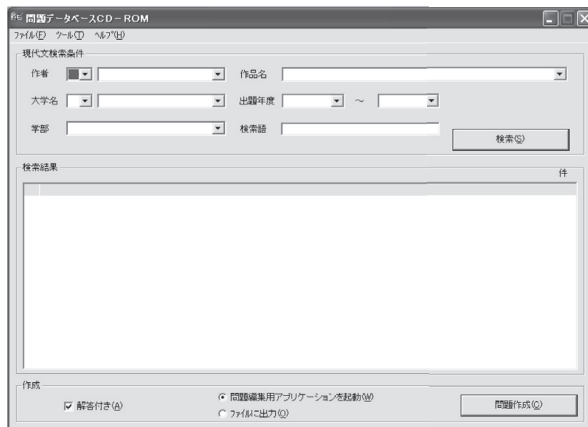 問題データベースCD－ROM
ファイル(F) ツール(T) ヘルプ(H)
現代文検索条件
作者 作品名
大学名 出題年度 ～
学部 検索語
検索(S)
検索結果
件
作成
解答付き(A)
問題編集用アプリケーションを起動(W)
ファイルに出力(O)
問題作成(C)